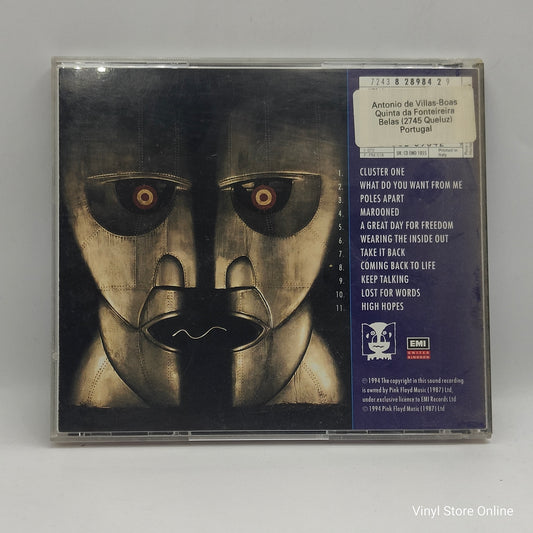 7243 8 28984 2 9
Antonio de Villas-Boas
Quinta da Fonteireira
Belas (2745 Queluz)
Portugal
UK: CD EMD 1055
Printed in
Italy
1. CLUSTER ONE
2. WHAT DO YOU WANT FROM ME
3. POLES APART
4. MAROONED
5. A GREAT DAY FOR FREEDOM
6. WEARING THE INSIDE OUT
7. TAKE IT BACK
8. COMING BACK TO LIFE
9. KEEP TALKING
10. LOST FOR WORDS
11. HIGH HOPES
EMI
UNITED
KINGDOM
℗ 1994 The copyright in this sound recording
is owned by Pink Floyd Music (1987) Ltd,
under exclusive licence to EMI Records Ltd
© 1994 Pink Floyd Music (1987) Ltd.
Vinyl Store Online